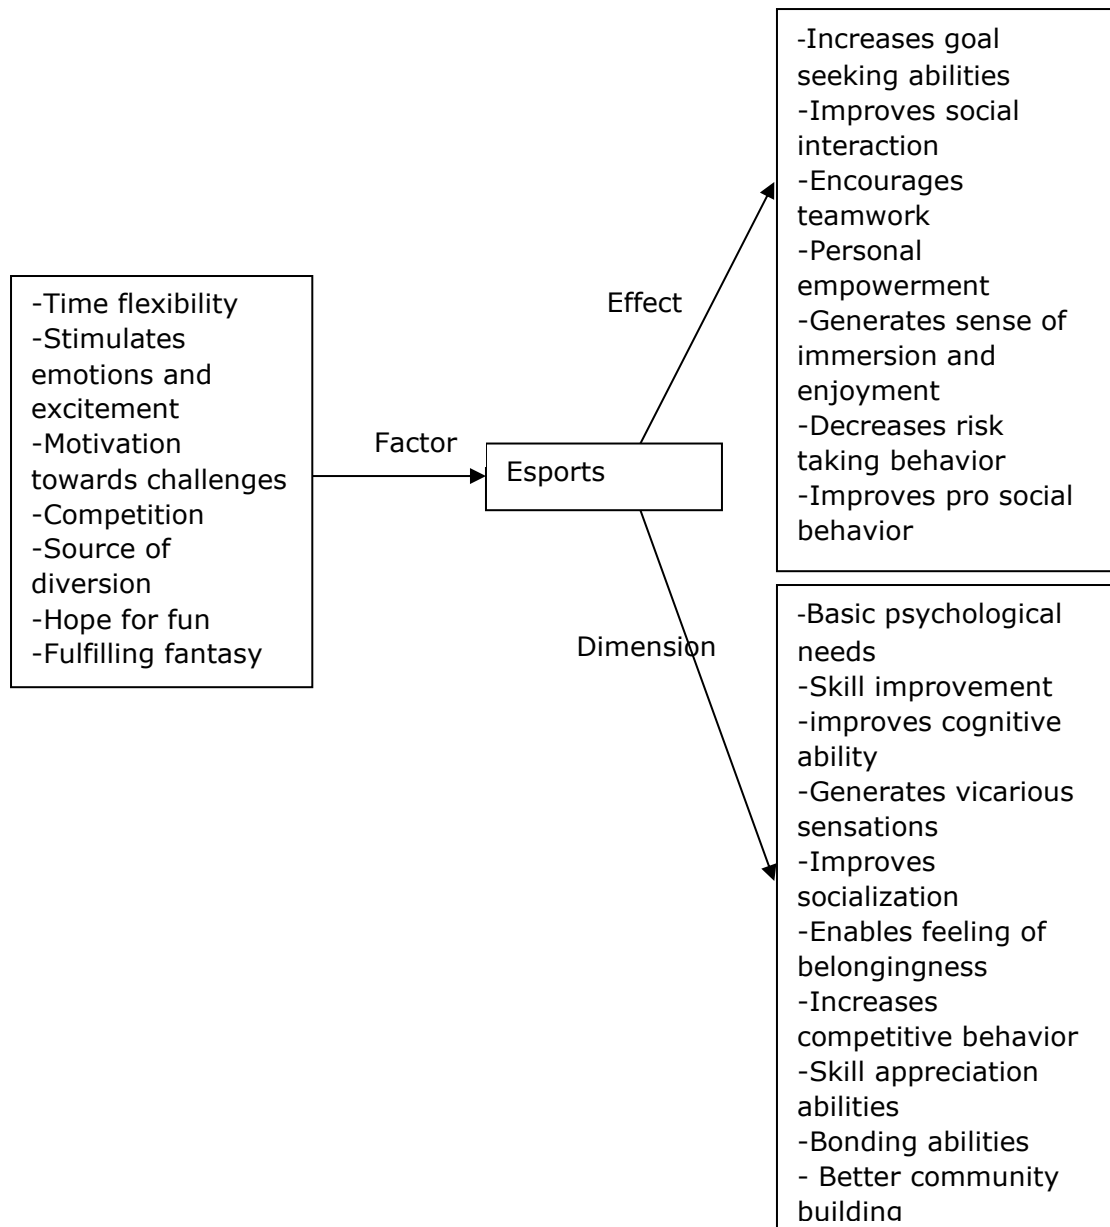 -Time flexibility
-Stimulates
emotions and
excitement
-Motivation
towards challenges
-Competition
-Source of
diversion
-Hope for fun
-Fulfilling fantasy
Factor
Esports
Effect
Dimension
-Increases goal
seeking abilities
-Improves social
interaction
-Encourages
teamwork
-Personal
empowerment
-Generates sense of
immersion and
enjoyment
-Decreases risk
taking behavior
-Improves pro social
behavior
-Basic psychological
needs
-Skill improvement
-improves cognitive
ability
-Generates vicarious
sensations
-Improves
socialization
-Enables feeling of
belongingness
-Increases
competitive behavior
-Skill appreciation
abilities
-Bonding abilities
- Better community
building